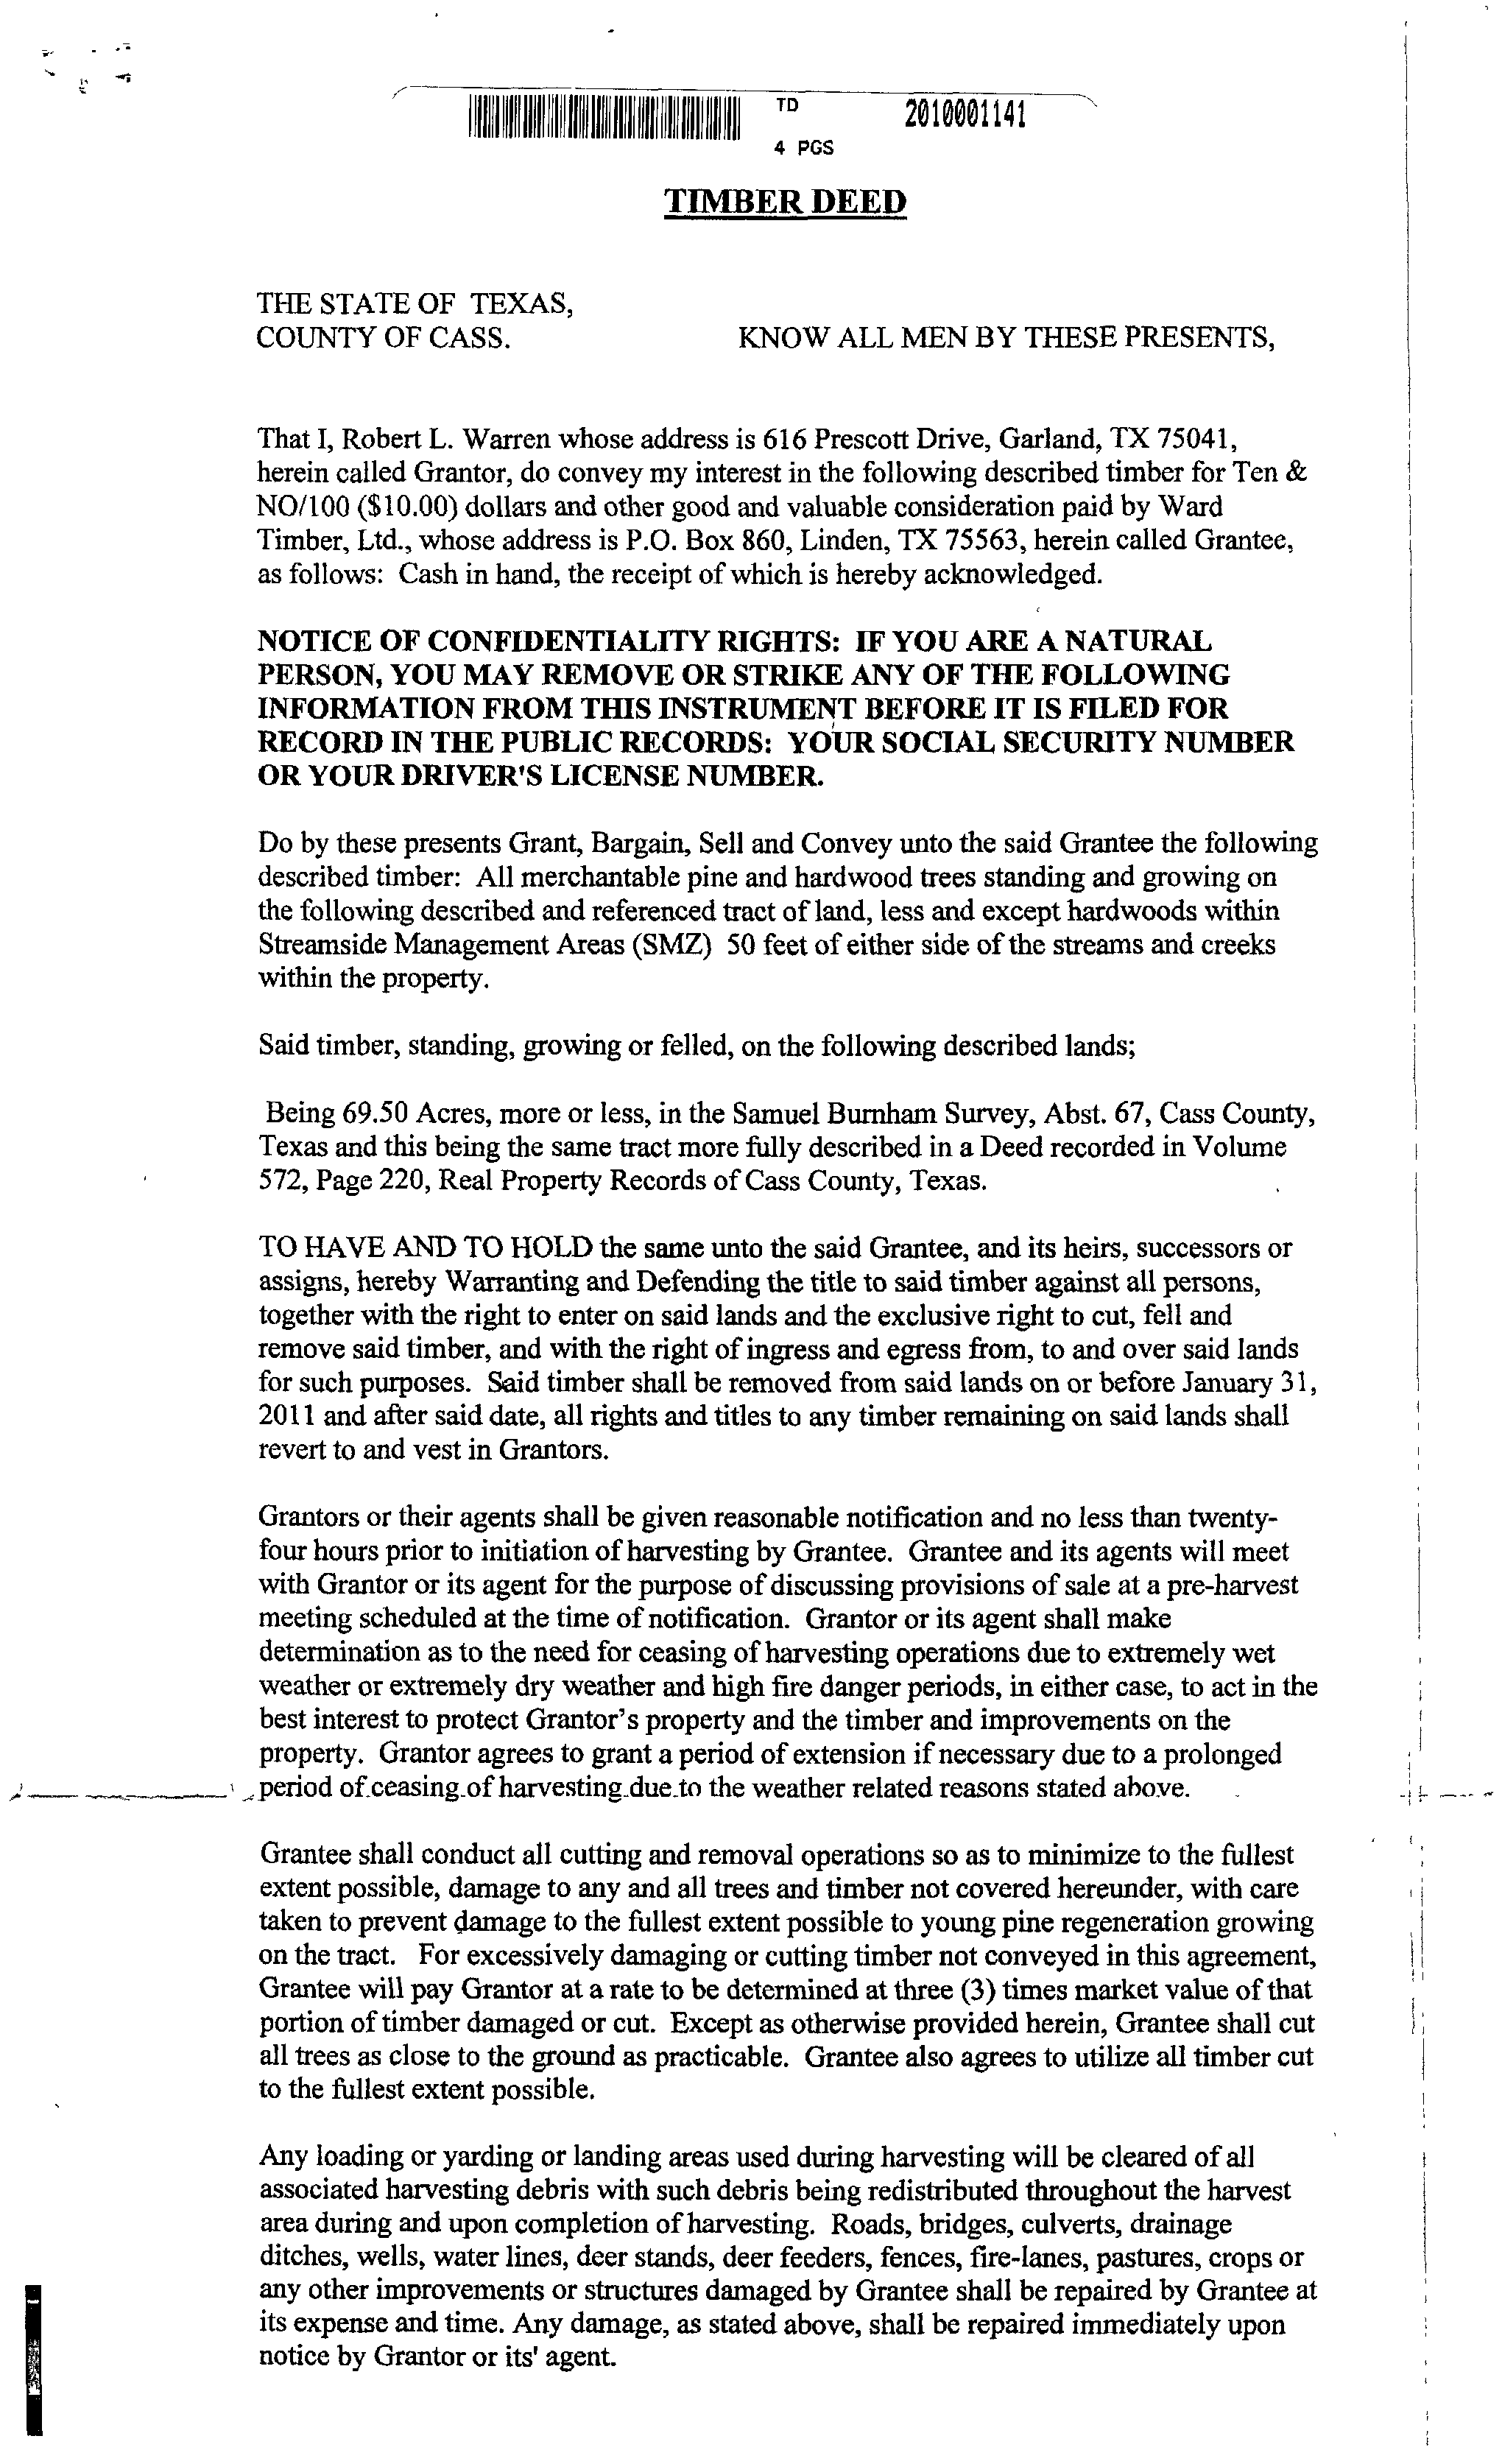 TD
2010001141
4 PGS
TIMBER DEED
THE STATE OF TEXAS,
COUNTY OF CASS. KNOW ALL MEN BY THESE PRESENTS,
That I, Robert L. Warren whose address is 616 Prescott Drive, Garland, TX 75041,
herein called Grantor, do convey my interest in the following described timber for Ten &
NO/100 ($10.00) dollars and other good and valuable consideration paid by Ward
Timber, Ltd., whose address is P.O. Box 860, Linden, TX 75563, herein called Grantee,
as follows: Cash in hand, the receipt of which is hereby acknowledged.
NOTICE OF CONFIDENTIALITY RIGHTS: IF YOU ARE A NATURAL
PERSON, YOU MAY REMOVE OR STRIKE ANY OF THE FOLLOWING
INFORMATION FROM THIS INSTRUMENT BEFORE IT IS FILED FOR
RECORD IN THE PUBLIC RECORDS: YOUR SOCIAL SECURITY NUMBER
OR YOUR DRIVER'S LICENSE NUMBER.
Do by these presents Grant, Bargain, Sell and Convey unto the said Grantee the following
described timber: All merchantable pine and hardwood trees standing and growing on
the following described and referenced tract of land, less and except hardwoods within
Streamside Management Areas (SMZ) 50 feet of either side of the streams and creeks
within the property.
Said timber, standing, growing or felled, on the following described lands;
Being 69.50 Acres, more or less, in the Samuel Burnham Survey, Abst. 67, Cass County,
Texas and this being the same tract more fully described in a Deed recorded in Volume
572, Page 220, Real Property Records of Cass County, Texas.
TO HAVE AND TO HOLD the same unto the said Grantee, and its heirs, successors or
assigns, hereby Warranting and Defending the title to said timber against all persons,
together with the right to enter on said lands and the exclusive right to cut, fell and
remove said timber, and with the right of ingress and egress from, to and over said lands
for such purposes. Said timber shall be removed from said lands on or before January 31,
2011 and after said date, all rights and titles to any timber remaining on said lands shall
revert to and vest in Grantors.
Grantors or their agents shall be given reasonable notification and no less than twenty-
four hours prior to initiation of harvesting by Grantee. Grantee and its agents will meet
with Grantor or its agent for the purpose of discussing provisions of sale at a pre-harvest
meeting scheduled at the time of notification. Grantor or its agent shall make
determination as to the need for ceasing of harvesting operations due to extremely wet
weather or extremely dry weather and high fire danger periods, in either case, to act in the
best interest to protect Grantor's property and the timber and improvements on the
property. Grantor agrees to grant a period of extension if necessary due to a prolonged
period of ceasing of harvesting due to the weather related reasons stated above.
Grantee shall conduct all cutting and removal operations so as to minimize to the fullest
extent possible, damage to any and all trees and timber not covered hereunder, with care
taken to prevent damage to the fullest extent possible to young pine regeneration growing
on the tract. For excessively damaging or cutting timber not conveyed in this agreement,
Grantee will pay Grantor at a rate to be determined at three (3) times market value of that
portion of timber damaged or cut. Except as otherwise provided herein, Grantee shall cut
all trees as close to the ground as practicable. Grantee also agrees to utilize all timber cut
to the fullest extent possible.
Any loading or yarding or landing areas used during harvesting will be cleared of all
associated harvesting debris with such debris being redistributed throughout the harvest
area during and upon completion of harvesting. Roads, bridges, culverts, drainage
ditches, wells, water lines, deer stands, deer feeders, fences, fire-lanes, pastures, crops or
any other improvements or structures damaged by Grantee shall be repaired by Grantee at
its expense and time. Any damage, as stated above, shall be repaired immediately upon
notice by Grantor or its' agent.